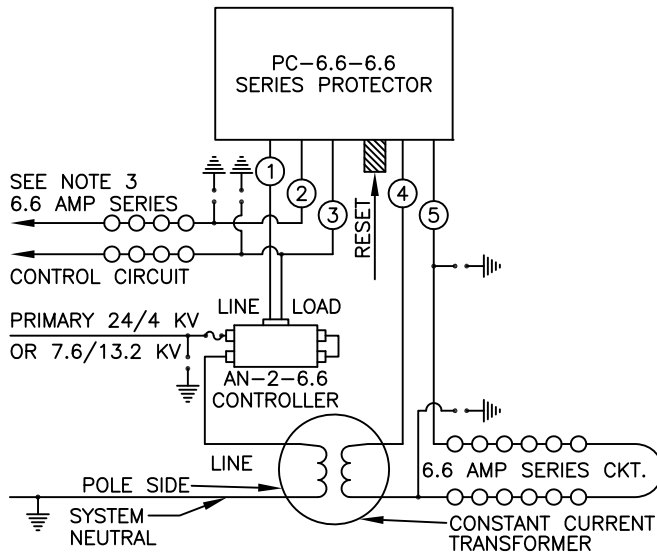 PC-6.6-6.6
SERIES PROTECTOR
1
2
3
4
5
SEE NOTE 3
6.6 AMP SERIES
RESET
CONTROL CIRCUIT
LINE LOAD
PRIMARY 24/4 KV
OR 7.6/13.2 KV
AN-2-6.6
CONTROLLER
LINE
6.6 AMP SERIES CKT.
POLE SIDE
SYSTEM
NEUTRAL
CONSTANT CURRENT
TRANSFORMER